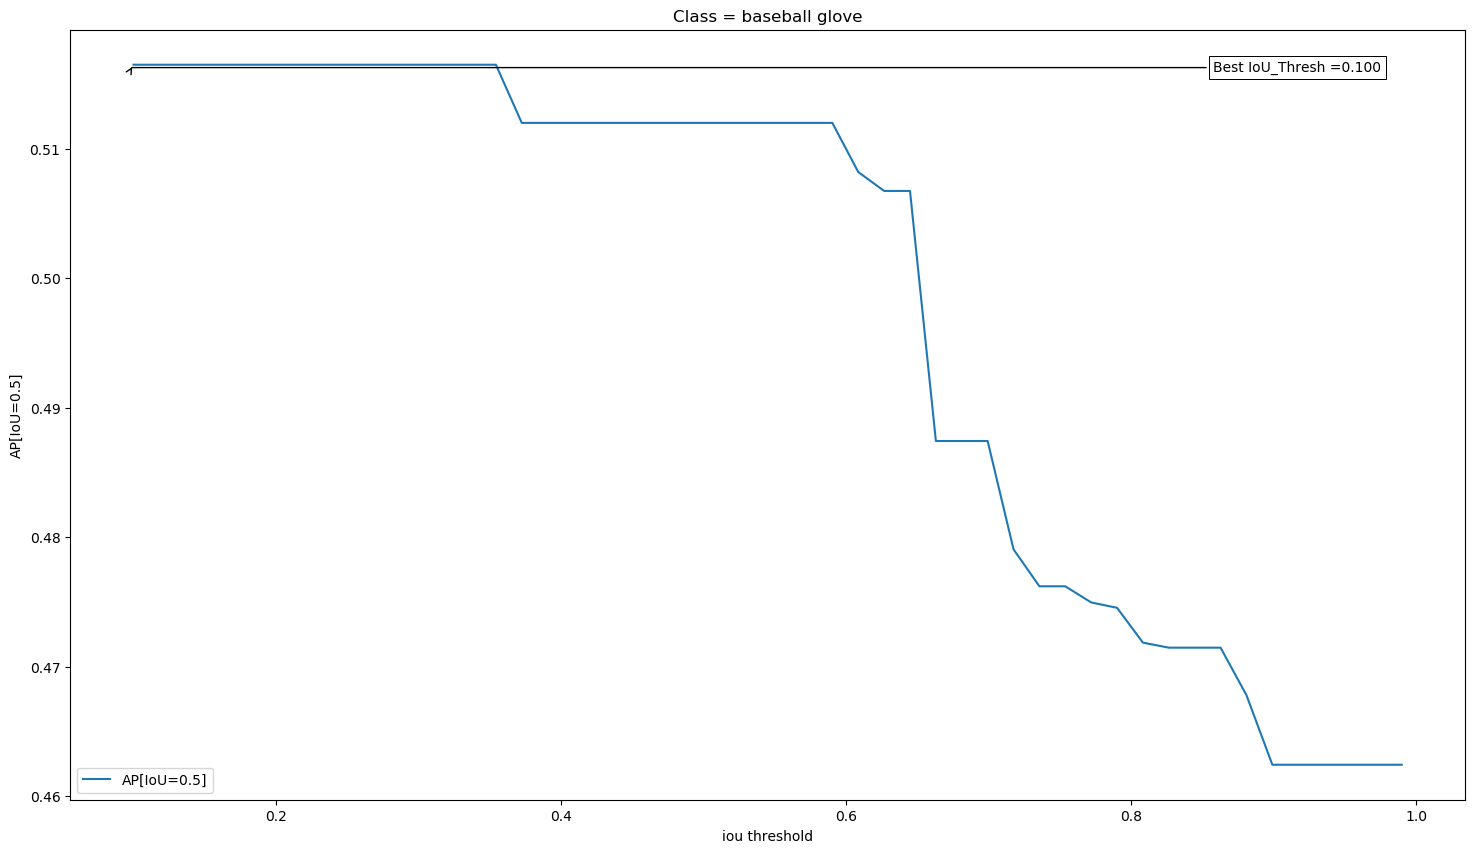 Class = baseball glove
Best IoU_Thresh =0.100
0.51
0.50
0.49
0.48
0.47
0.46
AP[IoU=0.5]
AP[IoU=0.5]
0.2
0.4
0.6
0.8
1.0
iou threshold